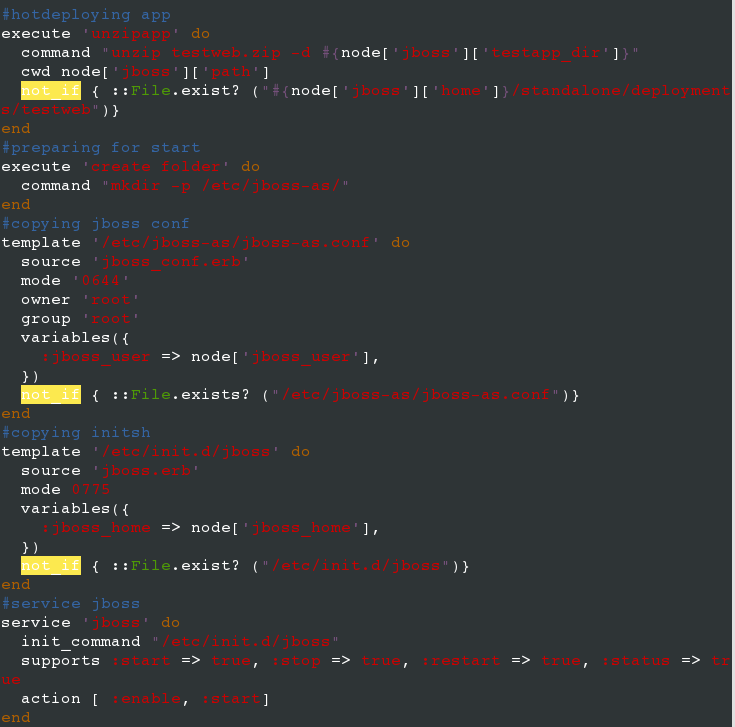 #hotdeploying app
execute 'unzipapp' do
  command "unzip testweb.zip -d #{node['jboss']['testapp_dir']}"
  cwd node['jboss']['path']
  not_if { ::File.exist? ("#{node['jboss']['home']}/standalone/deployment
s/testweb")}
end
#preparing for start
execute 'create folder' do
  command "mkdir -p /etc/jboss-as/"
end
#copying jboss conf
template '/etc/jboss-as/jboss-as.conf' do
  source 'jboss_conf.erb'
  mode '0644'
  owner 'root'
  group 'root'
  variables({
    :jboss_user => node['jboss_user'],
  })
  not_if { ::File.exists? ("/etc/jboss-as/jboss-as.conf")}
end
#copying initsh
template '/etc/init.d/jboss' do
  source 'jboss.erb'
  mode 0775
  variables({
    :jboss_home => node['jboss_home'],
  })
  not_if { ::File.exist? ("/etc/init.d/jboss")}
end
#service jboss
service 'jboss' do
  init_command "/etc/init.d/jboss"
  supports :start => true, :stop => true, :restart => true, :status => tr
ue
  action [ :enable, :start]
end